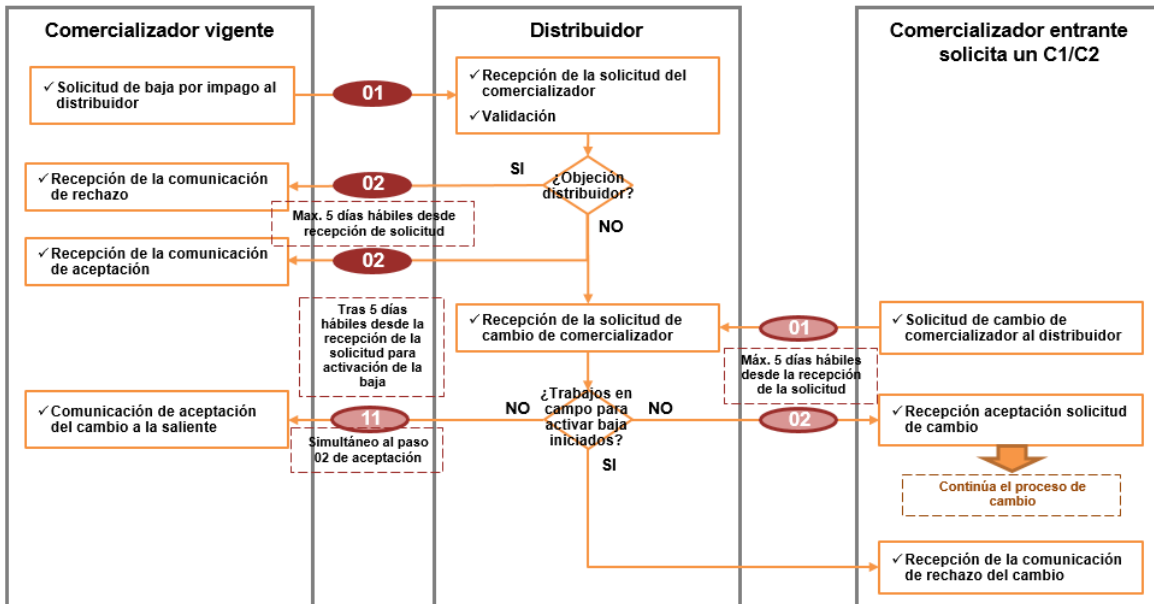 Comercializador vigente
Distribuidor
Comercializador entrante
solicita un C1/C2
✓ Solicitud de baja por impago al
distribuidor
01
✓ Recepción de la solicitud del
comercializador
✓ Validación
SI
¿Objeción
distribuidor?
✓ Recepción de la comunicación
de rechazo
02
Max. 5 días hábiles desde
recepción de solicitud
NO
✓ Recepción de la comunicación
de aceptación
02
Tras 5 días
hábiles desde la
recepción de la
solicitud para
activación de la
baja
✓ Recepción de la solicitud de
cambio de comercializador
01
✓ Solicitud de cambio de
comercializador al distribuidor
Máx. 5 días hábiles
desde la recepción
de la solicitud
✓ Comunicación de aceptación
del cambio a la saliente
11
Simultáneo al paso
02 de aceptación
NO
¿Trabajos en
campo para
activar baja
iniciados?
NO
02
✓ Recepción aceptación solicitud
de cambio
SI
Continúa el proceso de
cambio
✓ Recepción de la comunicación
de rechazo del cambio